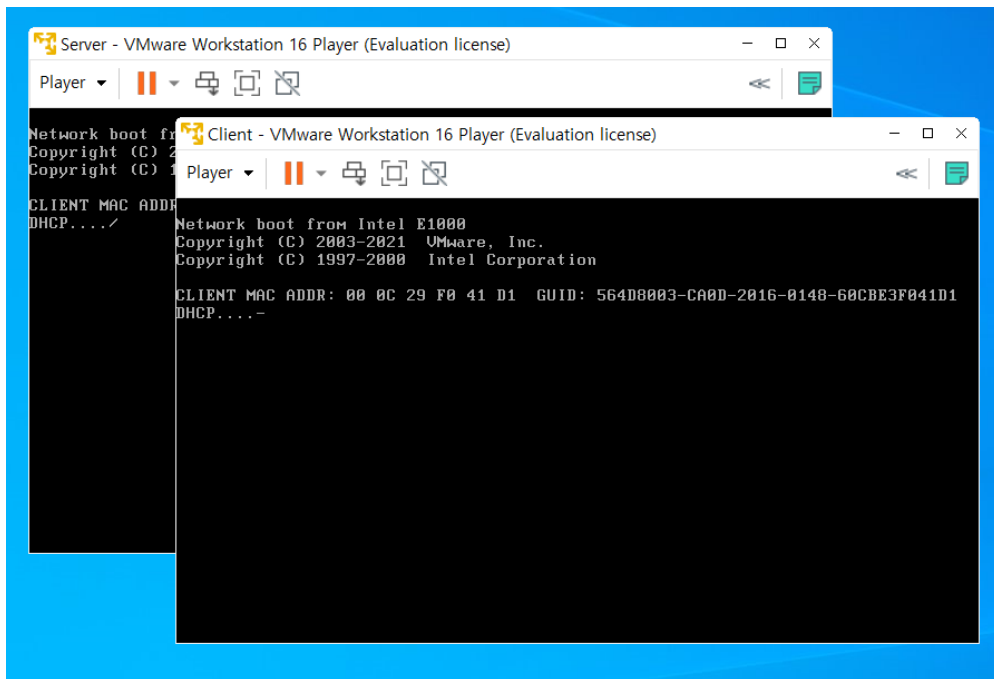 Server - VMware Workstation 16 Player (Evaluation license)
Player
Network boot fr
Copyright (C) 2
Copyright (C) 1
CLIENT MAC ADDR
DHCP..../
Client - VMware Workstation 16 Player (Evaluation license)
Player
Network boot from Intel E1000
Copyright (C) 2003-2021  VMware, Inc.
Copyright (C) 1997-2000  Intel Corporation
CLIENT MAC ADDR: 00 0C 29 F0 41 D1  GUID: 564D8003-CA0D-2016-0148-60CBE3F041D1
DHCP....-